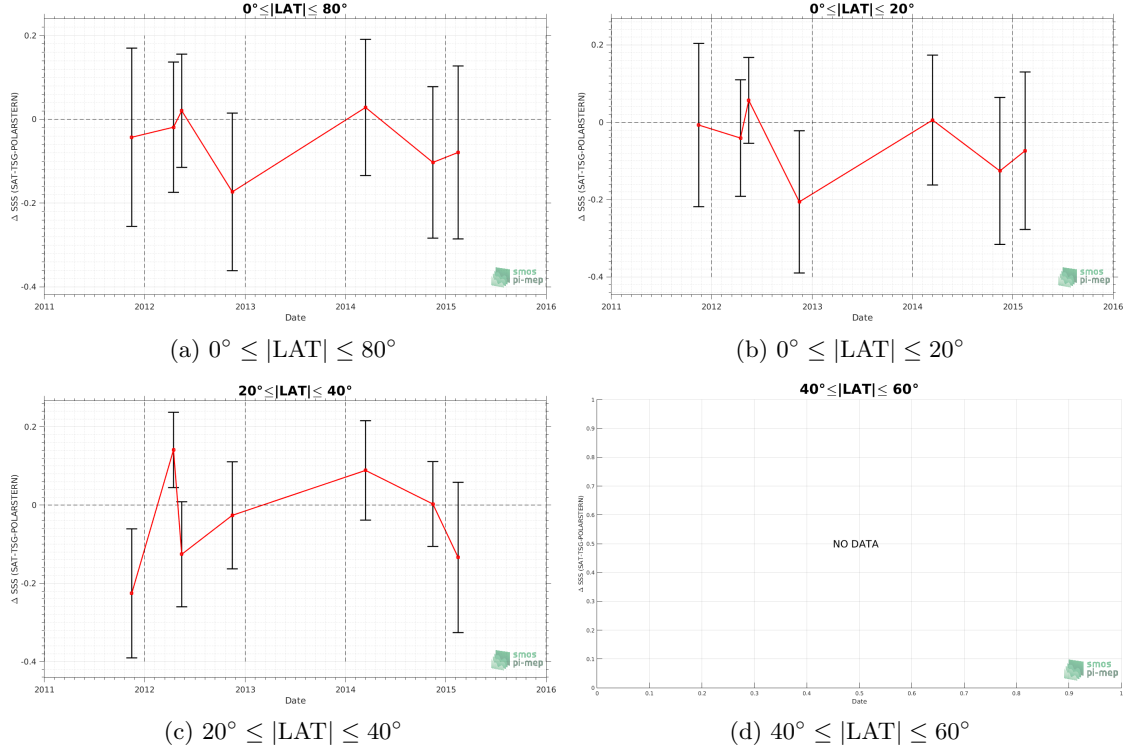 0°≤|LAT|≤ 80°
Δ SSS (SAT-TSG-POLARSTERN)
0.2
0
-0.2
-0.4
2011 2012 2013 2014 2015 2016
Date
smos
pi-mep
(a) 0° ≤ |LAT| ≤ 80°
0°≤|LAT|≤ 20°
Δ SSS (SAT-TSG-POLARSTERN)
0.2
0
-0.2
-0.4
2011 2012 2013 2014 2015 2016
Date
smos
pi-mep
(b) 0° ≤ |LAT| ≤ 20°
20°≤|LAT|≤ 40°
Δ SSS (SAT-TSG-POLARSTERN)
0.2
0
-0.2
-0.4
2011 2012 2013 2014 2015 2016
Date
smos
pi-mep
(c) 20° ≤ |LAT| ≤ 40°
40°≤|LAT|≤ 60°
Δ SSS (SAT-TSG-POLARSTERN)
1
0.9
0.8
0.7
0.6
0.5
0.4
0.3
0.2
0.1
0
NO DATA
0 0.1 0.2 0.3 0.4 0.5 0.6 0.7 0.8 0.9 1
Date
smos
pi-mep
(d) 40° ≤ |LAT| ≤ 60°